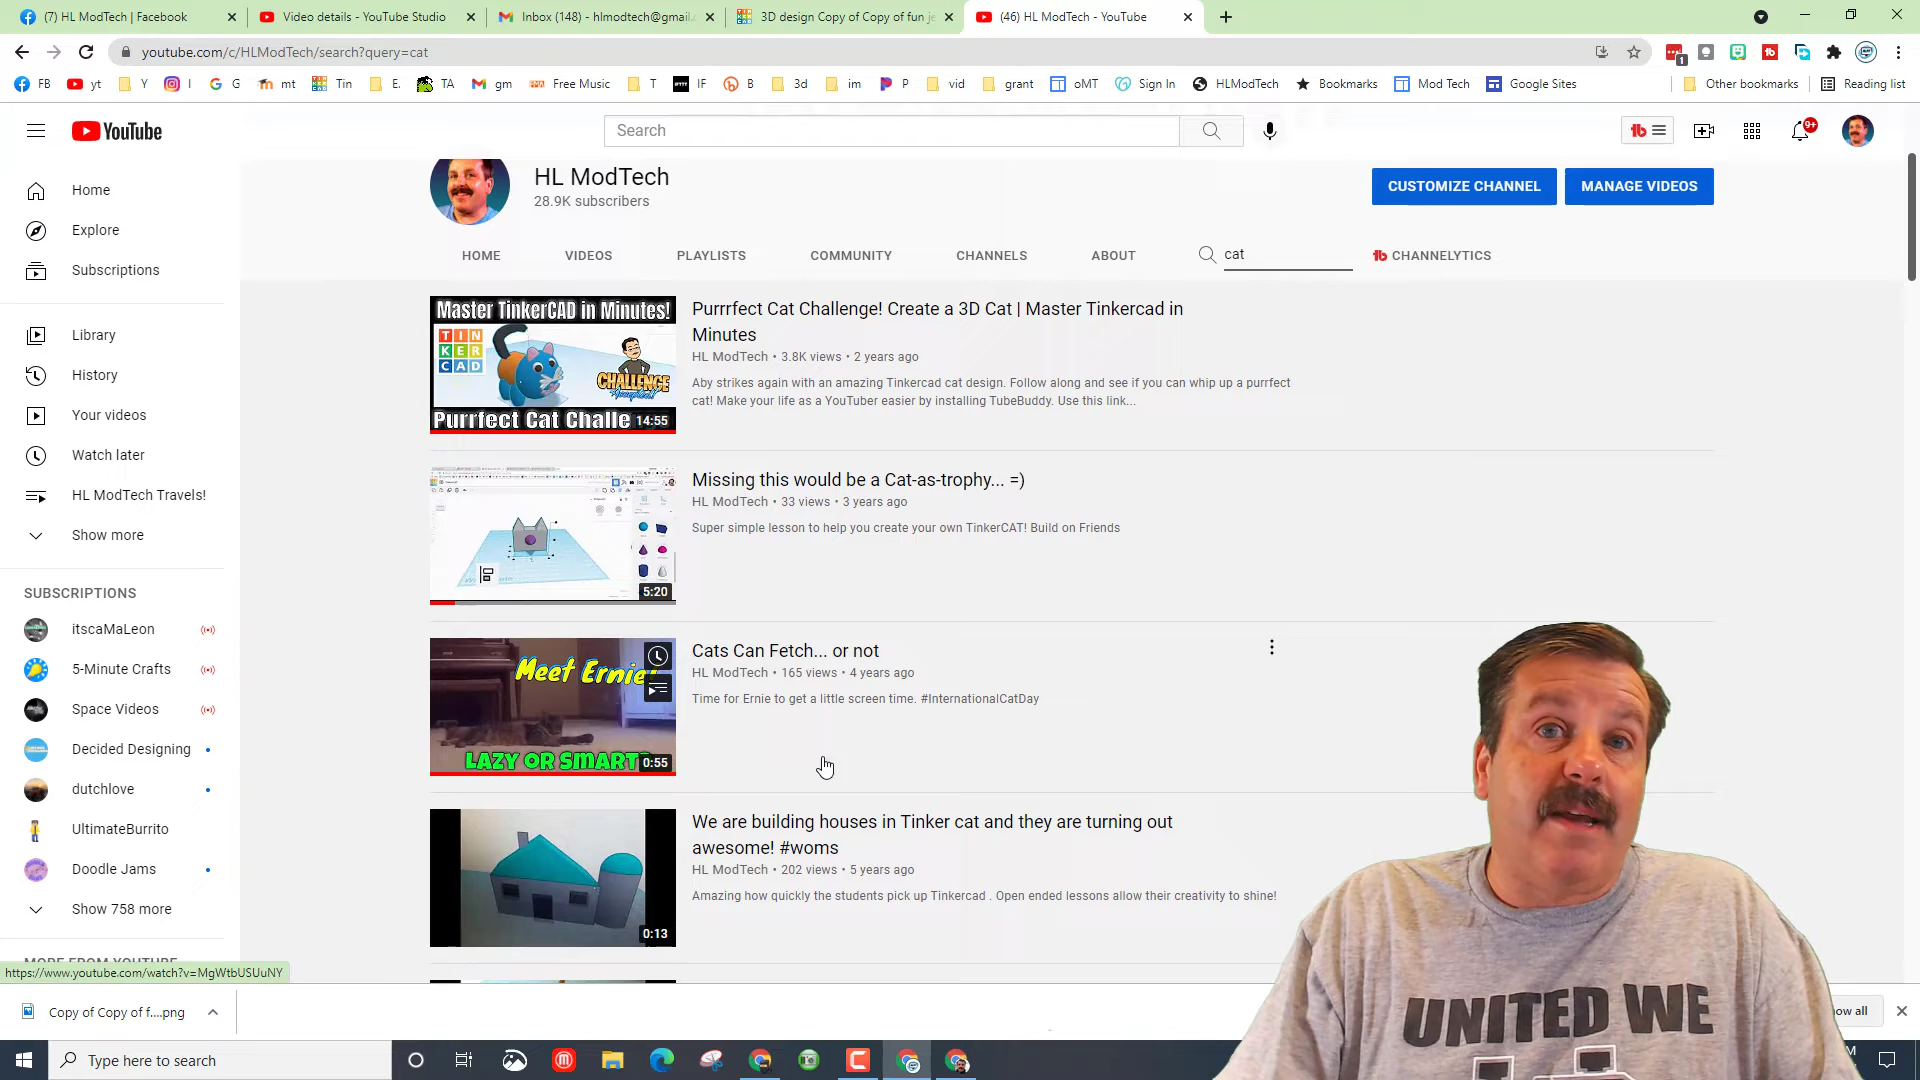 (7) HL ModTech | Facebook
Video details - YouTube Studio
Inbox (148) - hlmodtech@gmail
3D design Copy of Copy of fun je
(46) HL ModTech - YouTube
youtube.com/c/HLModTech/search?query=cat
1
FB
yt
Y
I
G
mt
Tin
E.
TA
gm
Free Music
T
IF
B
3d
im
P
vid
grant
oMT
Sign In
HLModTech
Bookmarks
Mod Tech
Google Sites
Other bookmarks
Reading list
YouTube
Search
9+
HL ModTech
28.9K subscribers
CUSTOMIZE CHANNEL
MANAGE VIDEOS
HOME
VIDEOS
PLAYLISTS
COMMUNITY
CHANNELS
ABOUT
cat
CHANNELYTICS
Home
Explore
Subscriptions
Library
History
Your videos
Watch later
HL ModTech Travels!
Show more
SUBSCRIPTIONS
itscaMaLeon
5-Minute Crafts
Space Videos
Decided Designing
dutchlove
UltimateBurrito
Doodle Jams
Show 758 more
MORE FROM YOUTUBE
Master TinkerCAD in Minutes!
TIN
KER
CAD
CHALLENGE
Purrfect Cat Challe
14:55
Purrrfect Cat Challenge! Create a 3D Cat | Master Tinkercad in
Minutes
HL ModTech • 3.8K views • 2 years ago
Aby strikes again with an amazing Tinkercad cat design. Follow along and see if you can whip up a purrfect
cat! Make your life as a YouTuber easier by installing TubeBuddy. Use this link...
5:20
Missing this would be a Cat-as-trophy... =)
HL ModTech • 33 views • 3 years ago
Super simple lesson to help you create your own TinkerCAT! Build on Friends
Meet Ernie!
LAZY OR SMART
0:55
Cats Can Fetch... or not
HL ModTech • 165 views • 4 years ago
Time for Ernie to get a little screen time. #InternationalCatDay
0:13
We are building houses in Tinker cat and they are turning out
awesome! #woms
HL ModTech • 202 views • 5 years ago
Amazing how quickly the students pick up Tinkercad . Open ended lessons allow their creativity to shine!
https://www.youtube.com/watch?v=MgWtbUSUuNY
Copy of Copy of f....png
ow all
Type here to search
M
UNITED WE